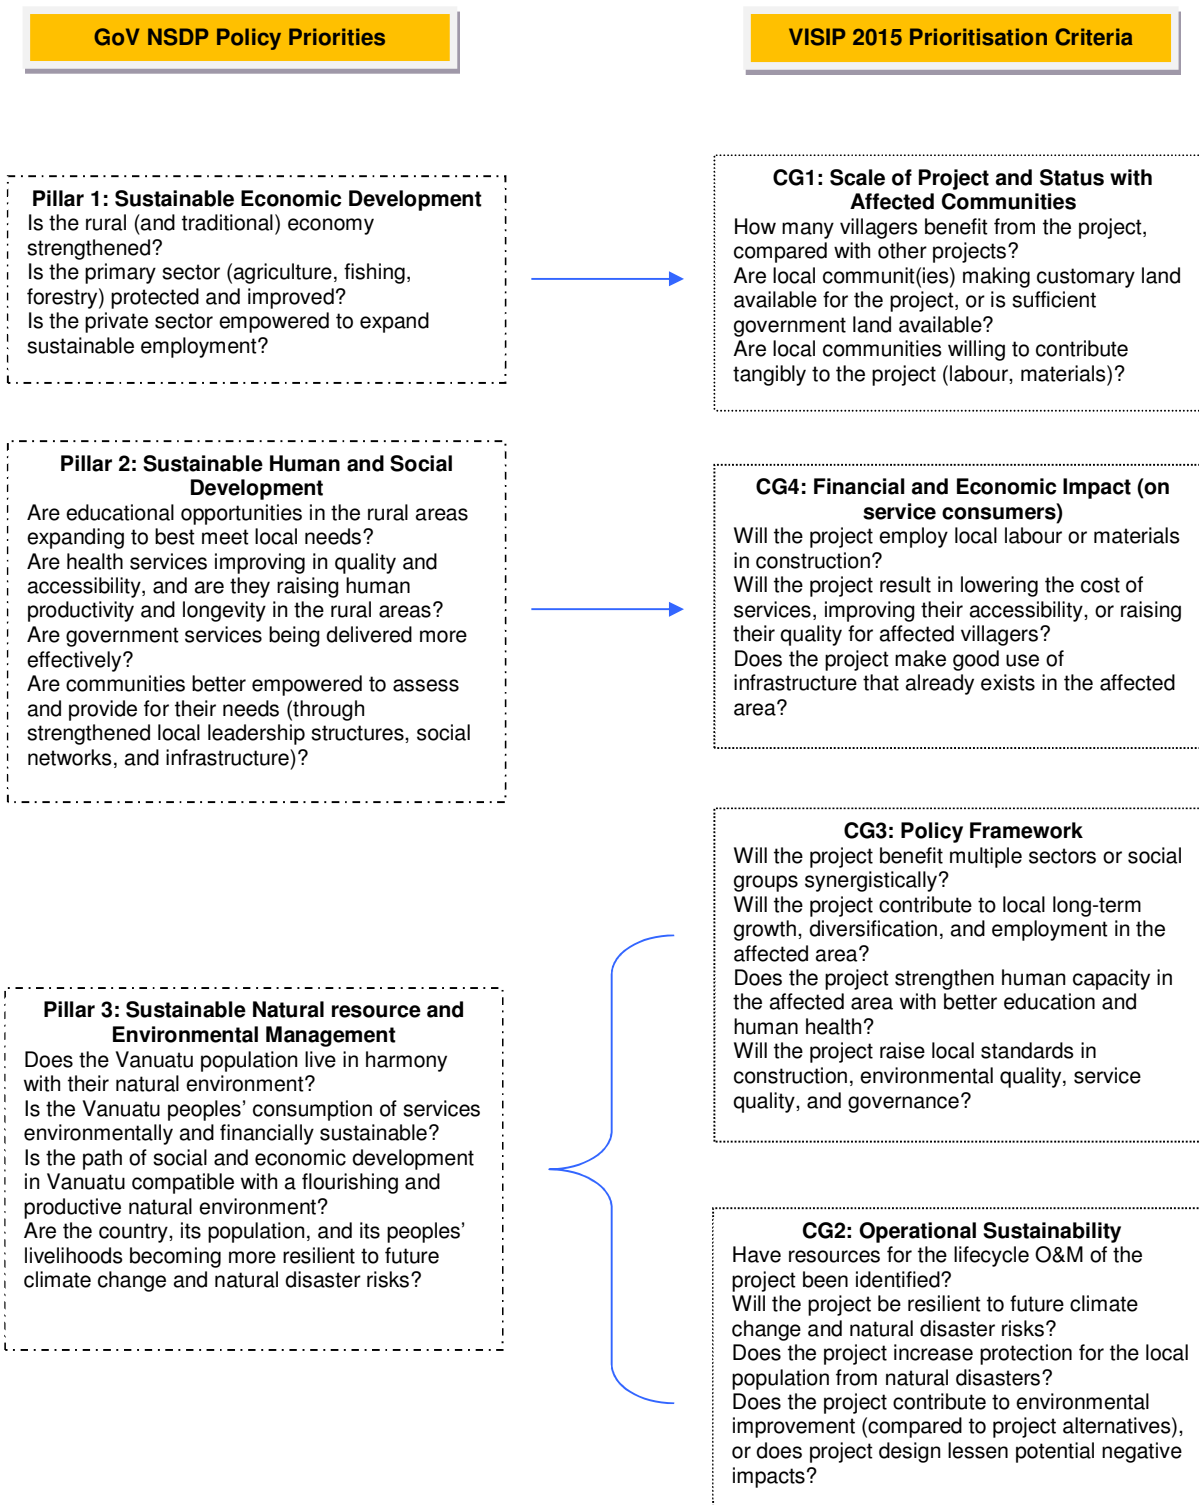 GoV NSDP Policy Priorities
VISIP 2015 Prioritisation Criteria
Pillar 1: Sustainable Economic Development
Is the rural (and traditional) economy
strengthened?
Is the primary sector (agriculture, fishing,
forestry) protected and improved?
Is the private sector empowered to expand
sustainable employment?
CG1: Scale of Project and Status with
Affected Communities
How many villagers benefit from the project,
compared with other projects?
Are local communit(ies) making customary land
available for the project, or is sufficient
government land available?
Are local communities willing to contribute
tangibly to the project (labour, materials)?
Pillar 2: Sustainable Human and Social
Development
Are educational opportunities in the rural areas
expanding to best meet local needs?
Are health services improving in quality and
accessibility, and are they raising human
productivity and longevity in the rural areas?
Are government services being delivered more
effectively?
Are communities better empowered to assess
and provide for their needs (through
strengthened local leadership structures, social
networks, and infrastructure)?
CG4: Financial and Economic Impact (on
service consumers)
Will the project employ local labour or materials
in construction?
Will the project result in lowering the cost of
services, improving their accessibility, or raising
their quality for affected villagers?
Does the project make good use of
infrastructure that already exists in the affected
area?
CG3: Policy Framework
Will the project benefit multiple sectors or social
groups synergistically?
Will the project contribute to local long-term
growth, diversification, and employment in the
affected area?
Does the project strengthen human capacity in
the affected area with better education and
human health?
Will the project raise local standards in
construction, environmental quality, service
quality, and governance?
Pillar 3: Sustainable Natural resource and
Environmental Management
Does the Vanuatu population live in harmony
with their natural environment?
Is the Vanuatu peoples’ consumption of services
environmentally and financially sustainable?
Is the path of social and economic development
in Vanuatu compatible with a flourishing and
productive natural environment?
Are the country, its population, and its peoples’
livelihoods becoming more resilient to future
climate change and natural disaster risks?
CG2: Operational Sustainability
Have resources for the lifecycle O&M of the
project been identified?
Will the project be resilient to future climate
change and natural disaster risks?
Does the project increase protection for the local
population from natural disasters?
Does the project contribute to environmental
improvement (compared to project alternatives),
or does project design lessen potential negative
impacts?